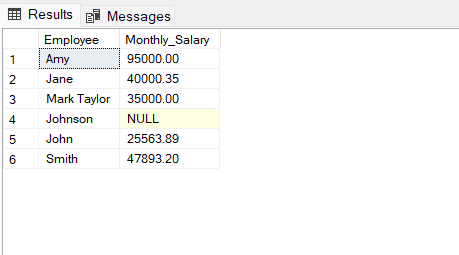 Results Messages
Employee Monthly_Salary
1 Amy 95000.00
2 Jane 40000.35
3 Mark Taylor 35000.00
4 Johnson NULL
5 John 25563.89
6 Smith 47893.20